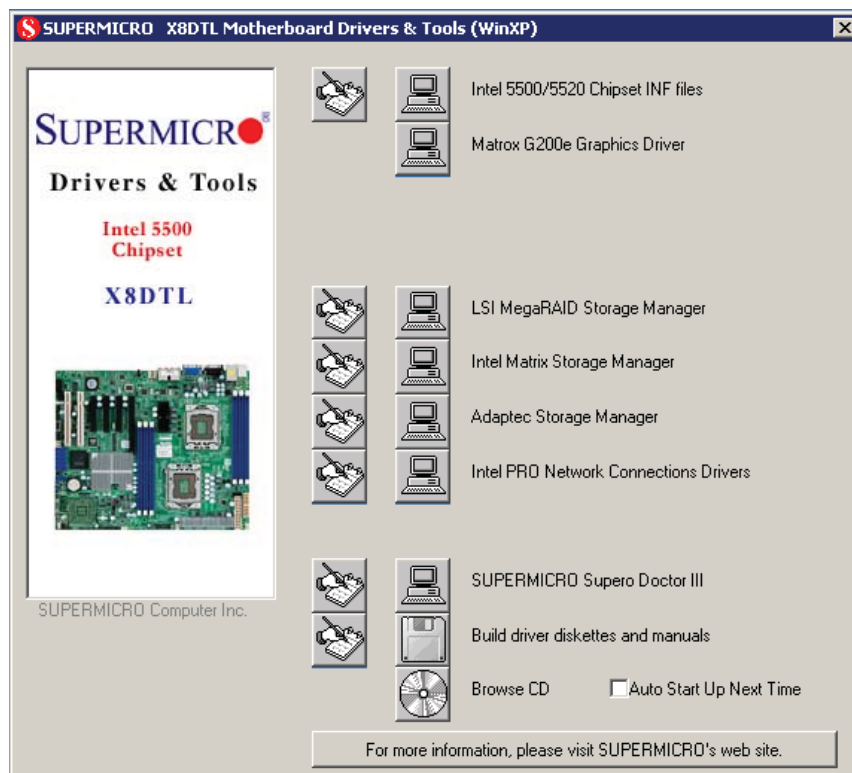 SUPERMICRO X8DTL Motherboard Drivers & Tools (WinXP)
SUPERMICRO®
Drivers & Tools
Intel 5500
Chipset
X8DTL
SUPERMICRO Computer Inc.
Intel 5500/5520 Chipset INF files
Matrox G200e Graphics Driver
LSI MegaRAID Storage Manager
Intel Matrix Storage Manager
Adaptec Storage Manager
Intel PRO Network Connections Drivers
SUPERMICRO Supero Doctor III
Build driver diskettes and manuals
Browse CD
Auto Start Up Next Time
For more information, please visit SUPERMICRO's web site.